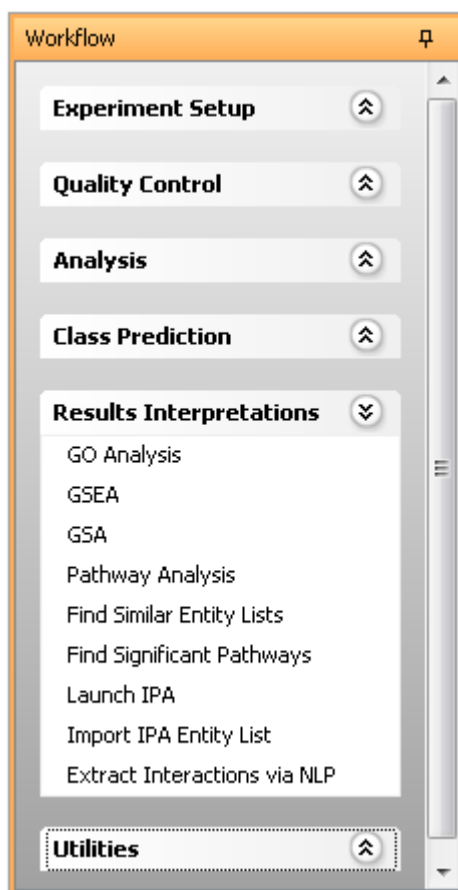 Workflow
Experiment Setup
Quality Control
Analysis
Class Prediction
Results Interpretations
GO Analysis
GSEA
GSA
Pathway Analysis
Find Similar Entity Lists
Find Significant Pathways
Launch IPA
Import IPA Entity List
Extract Interactions via NLP
Utilities